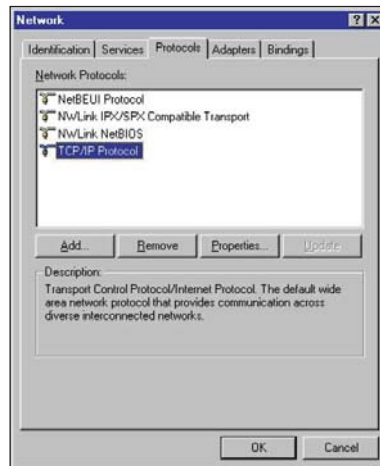 Network
Identification Services Protocols Adapters Bindings
Network Protocols:
NetBEUI Protocol
NWLink IPX/SPX Compatible Transport
NWLink NetBIOS
TCP/IP Protocol
Add... Remove Properties... Update...
Description:
Transport Control Protocol/Internet Protocol. The default wide
area network protocol that provides communication across
diverse interconnected networks.
OK Cancel